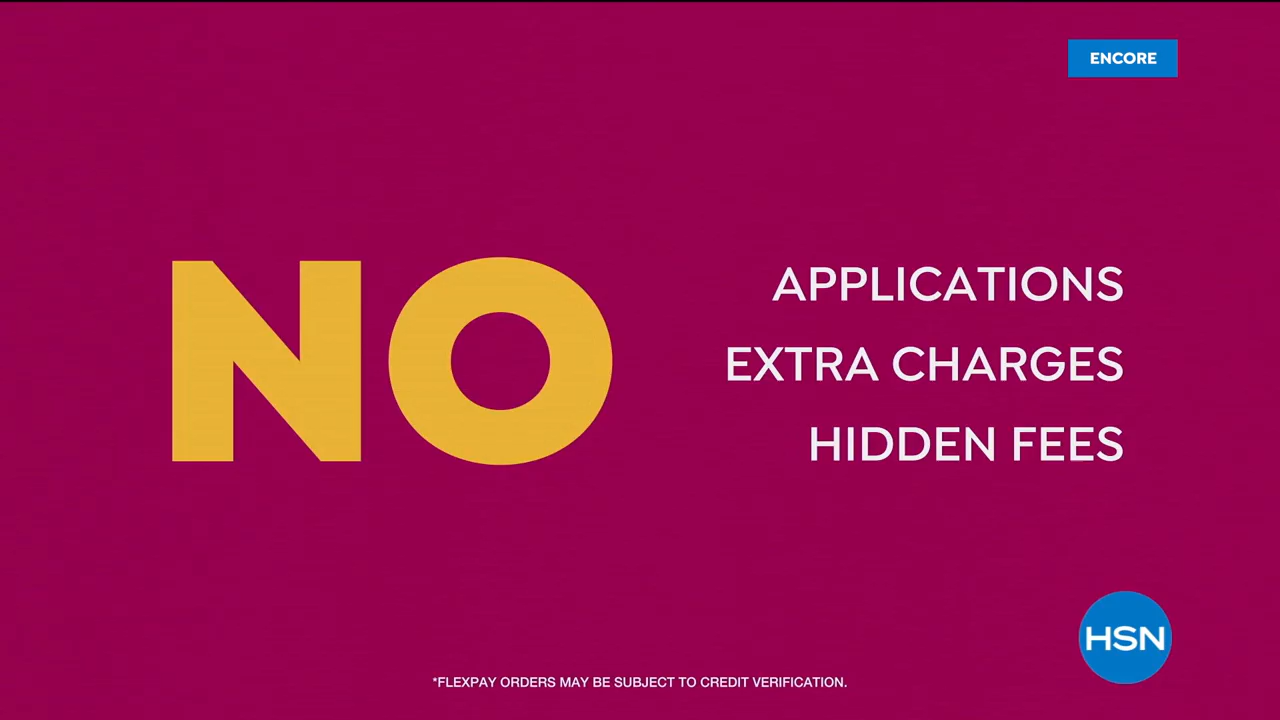 ENCORE
NO
APPLICATIONS
EXTRA CHARGES
HIDDEN FEES
HSN
*FLEXPAY ORDERS MAY BE SUBJECT TO CREDIT VERIFICATION.